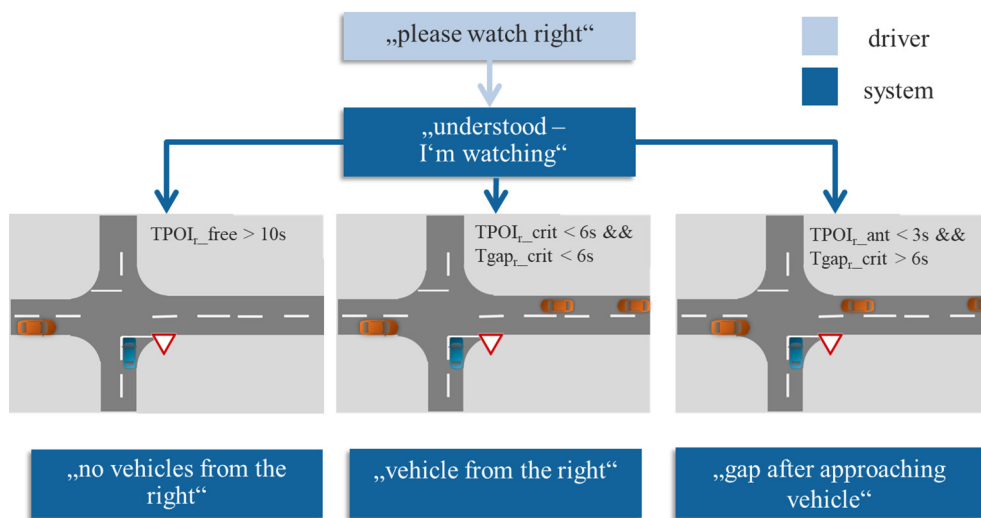 „please watch right“
driver
system
„understood –
I‘m watching“
TPOIr_free > 10s
TPOIr_crit < 6s &&
Tgapr_crit < 6s
TPOIr_ant < 3s &&
Tgapr_crit > 6s
„no vehicles from the
right“
„vehicle from the right“
„gap after approaching
vehicle“